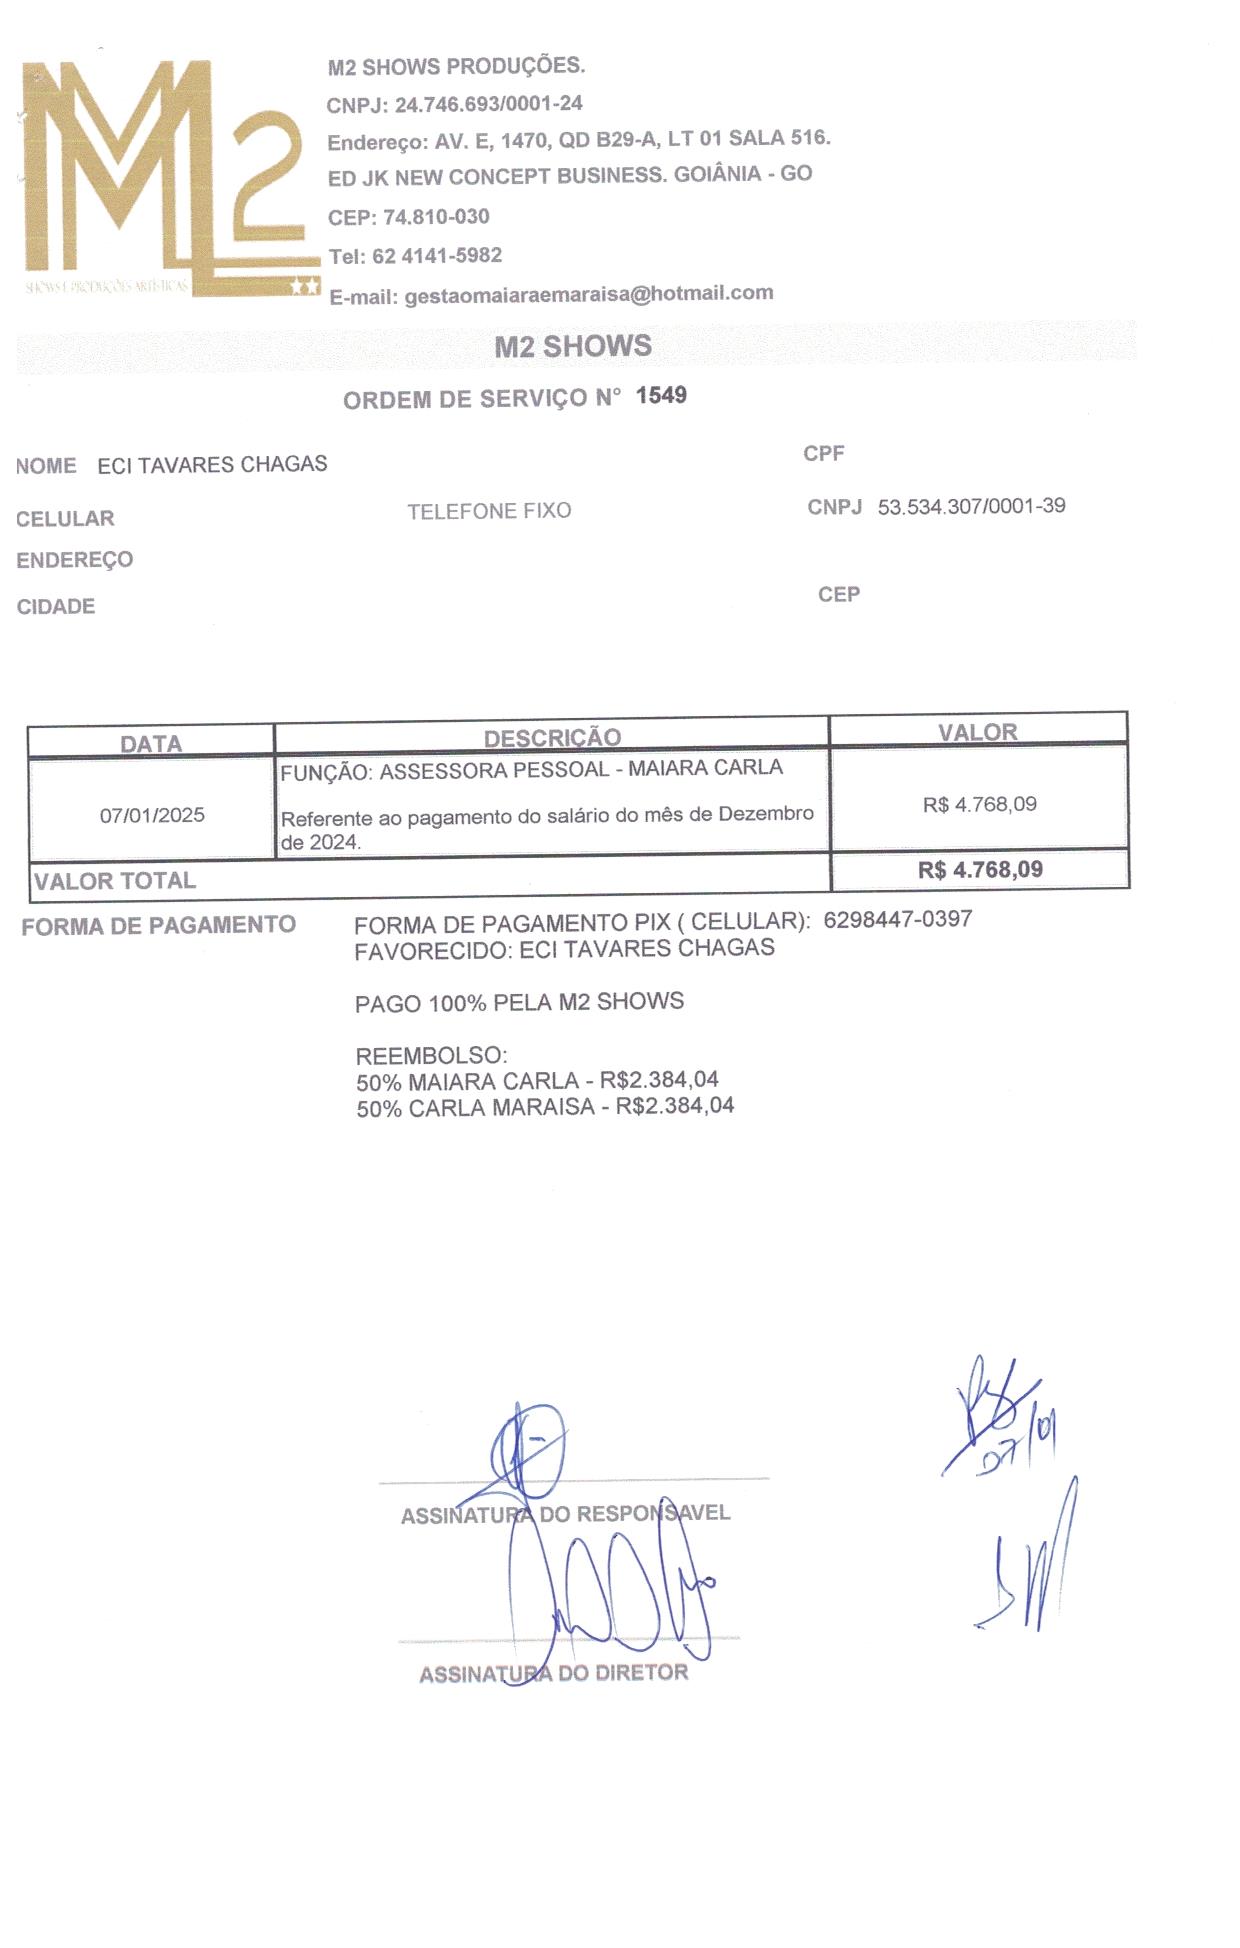 M2
SHOWS E PRODUÇÕES ARTÍSTICAS
M2 SHOWS PRODUÇÕES.
CNPJ: 24.746.693/0001-24
Endereço: AV. E, 1470, QD B29-A, LT 01 SALA 516.
ED JK NEW CONCEPT BUSINESS. GOIÂNIA - GO
CEP: 74.810-030
Tel: 62 4141-5982
E-mail: gestaomaiaraemaraisa@hotmail.com
M2 SHOWS
ORDEM DE SERVIÇO N° 1549
NOME ECI TAVARES CHAGAS CPF
CELULAR TELEFONE FIXO CNPJ 53.534.307/0001-39
ENDEREÇO
CIDADE CEP
DATA DESCRIÇÃO VALOR
FUNÇÃO: ASSESSORA PESSOAL - MAIARA CARLA
07/01/2025 Referente ao pagamento do salário do mês de Dezembro R$ 4.768,09
de 2024.
VALOR TOTAL R$ 4.768,09
FORMA DE PAGAMENTO FORMA DE PAGAMENTO PIX ( CELULAR): 6298447-0397
FAVORECIDO: ECI TAVARES CHAGAS
PAGO 100% PELA M2 SHOWS
REEMBOLSO:
50% MAIARA CARLA - R$2.384,04
50% CARLA MARAISA - R$2.384,04
07/01
ASSINATURA DO RESPONSAVEL
ASSINATURA DO DIRETOR